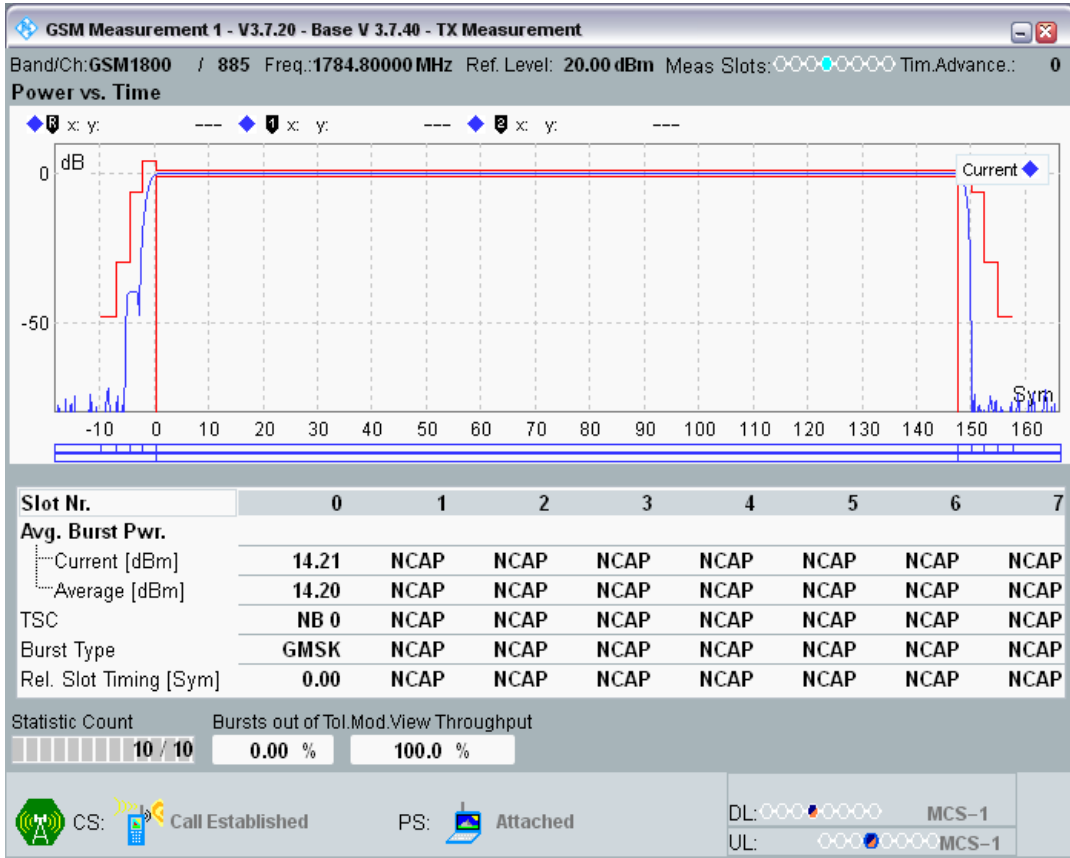 GSM Measurement 1 - V3.7.20 - Base V 3.7.40 - TX Measurement
Band/Ch:GSM1800 / 885 Freq.:1784.80000 MHz Ref. Level: 20.00 dBm Meas Slots: Tim.Advance.: 0
Power vs. Time
R x: y: --- 1 x: y: --- 2 x: y: ---
dB
Current
0
-50
Sym
-10 0 10 20 30 40 50 60 70 80 90 100 110 120 130 140 150 160
Slot Nr. 0 1 2 3 4 5 6 7
Avg. Burst Pwr.
Current [dBm] 14.21 NCAP NCAP NCAP NCAP NCAP NCAP NCAP
Average [dBm] 14.20 NCAP NCAP NCAP NCAP NCAP NCAP NCAP
TSC NB 0 NCAP NCAP NCAP NCAP NCAP NCAP NCAP
Burst Type GMSK NCAP NCAP NCAP NCAP NCAP NCAP NCAP
Rel. Slot Timing [Sym] 0.00 NCAP NCAP NCAP NCAP NCAP NCAP NCAP
Statistic Count Bursts out of Tol.Mod.View Throughput
10 / 10 0.00 % 100.0 %
CS: Call Established PS: Attached
DL: MCS-1
UL: MCS-1